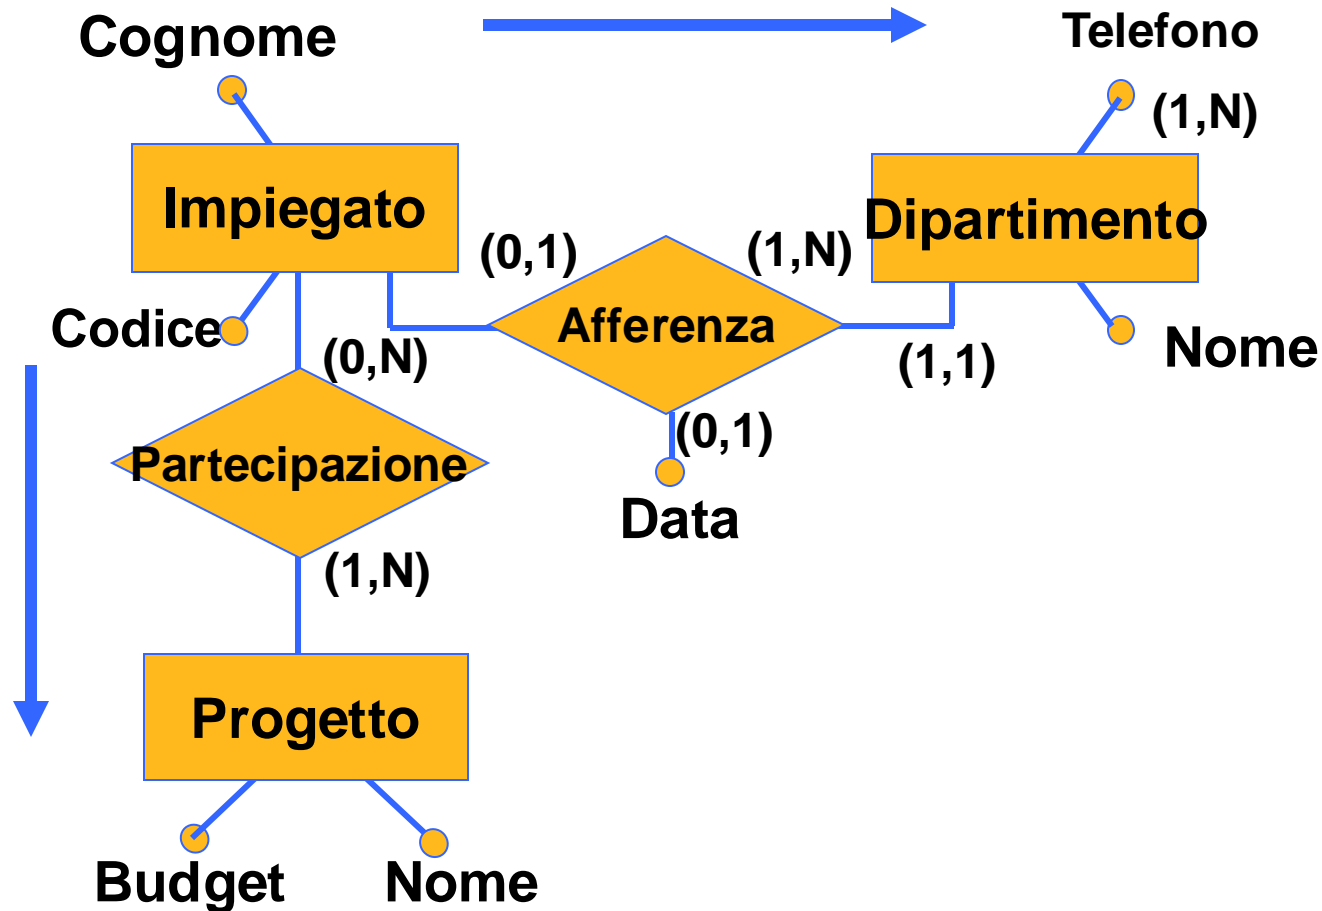 Cognome
Telefono
(1,N)
Impiegato
Dipartimento
(0,1)
(1,N)
Afferenza
Codice
(0,N)
(1,1)
Nome
(0,1)
Partecipazione
Data
(1,N)
Progetto
Budget
Nome